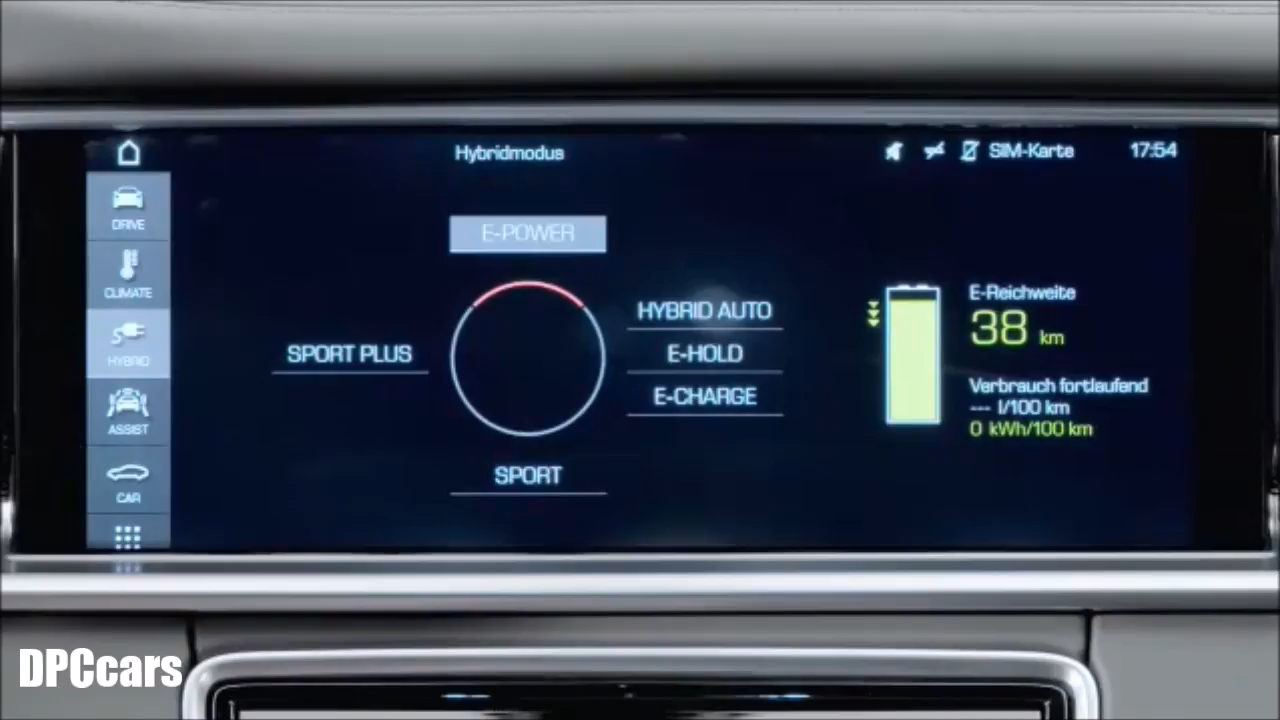 Hybridmodus
SIM-Karte
17:54
DRIVE
CLIMATE
HYBRID
ASSIST
CAR
E-POWER
SPORT PLUS
HYBRID AUTO
E-HOLD
E-CHARGE
SPORT
E-Reichweite
38 km
Verbrauch fortlaufend
--- l/100 km
0 kWh/100 km
DPCcars